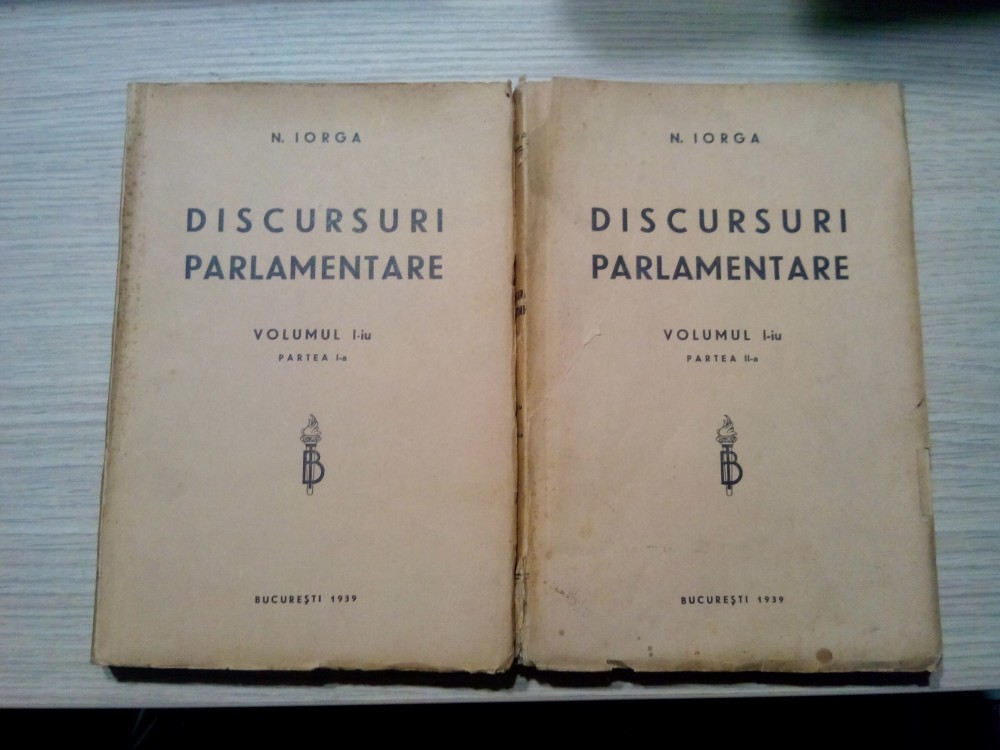 N. IORGA
DISCURSURI
PARLAMENTARE
VOLUMUL I-iu
PARTEA I-a
B
BUCUREŞTI 1939
N. IORGA
DISCURSURI
PARLAMENTARE
VOLUMUL I-iu
PARTEA II-a
B
BUCUREŞTI 1939